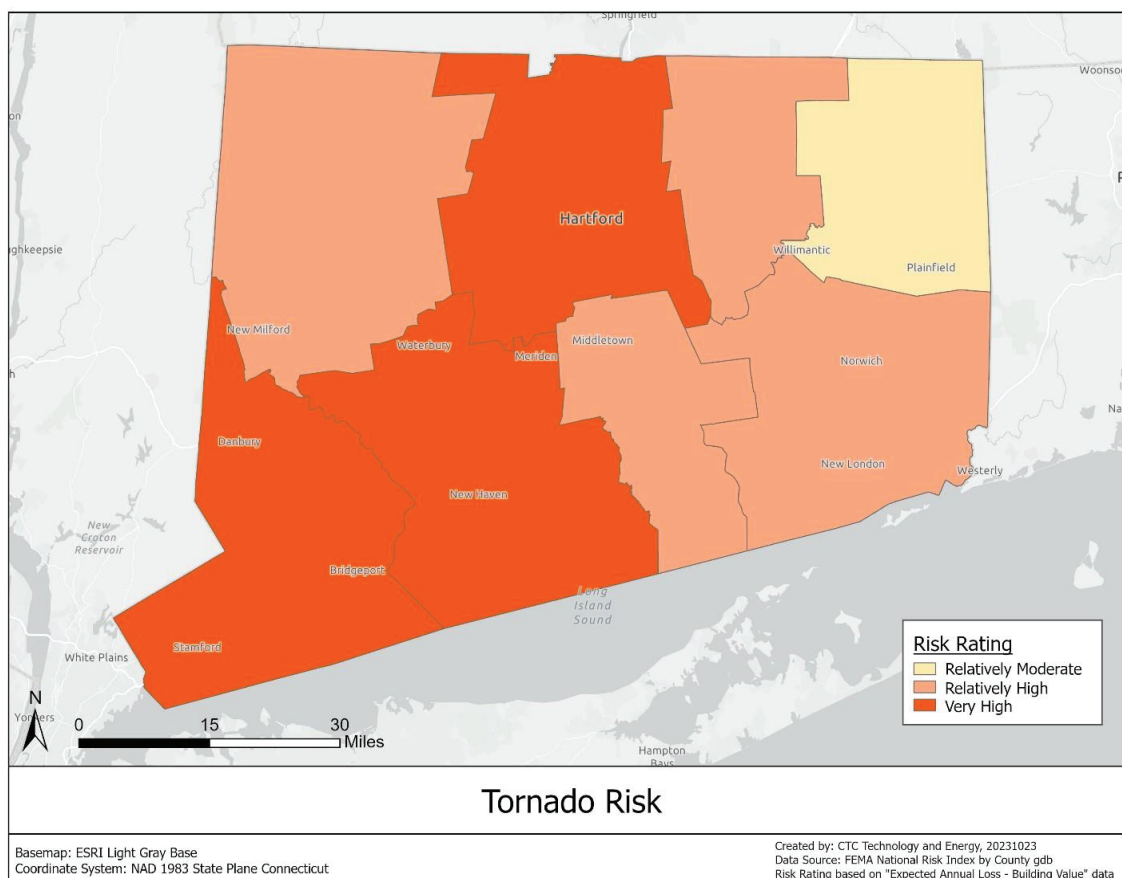 Springfield
Woonso
on
Hartford
P
ughkeepsie
Willimantic
Plainfield
New Milford
Waterbury
Meriden
Middletown
Norwich
h
Na
Danbury
New London
Westerly
New Haven
New
Croton
Reservoir
Bridgeport
Long
Island
Sound
Stamford
White Plains
Risk Rating
Relatively Moderate
Relatively High
Very High
N
Yonkers
0 15 30
Miles
Hampton
Bays
Tornado Risk
Basemap: ESRI Light Gray Base
Coordinate System: NAD 1983 State Plane Connecticut
Created by: CTC Technology and Energy, 20231023
Data Source: FEMA National Risk Index by County gdb
Risk Rating based on "Expected Annual Loss - Building Value" data